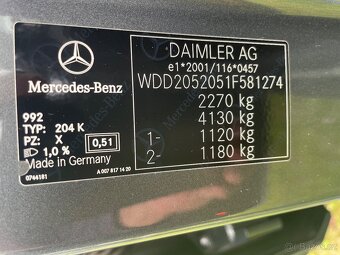 Mercedes-Benz
992
TYP: 204 K
PZ: X
1,0 %
0,51
Made in Germany
0744181
A 007 817 14 20
DAIMLER AG
e1*2001/116*0457
WDD2052051F581274
2270 kg
4130 kg
1- 1120 kg
2- 1180 kg